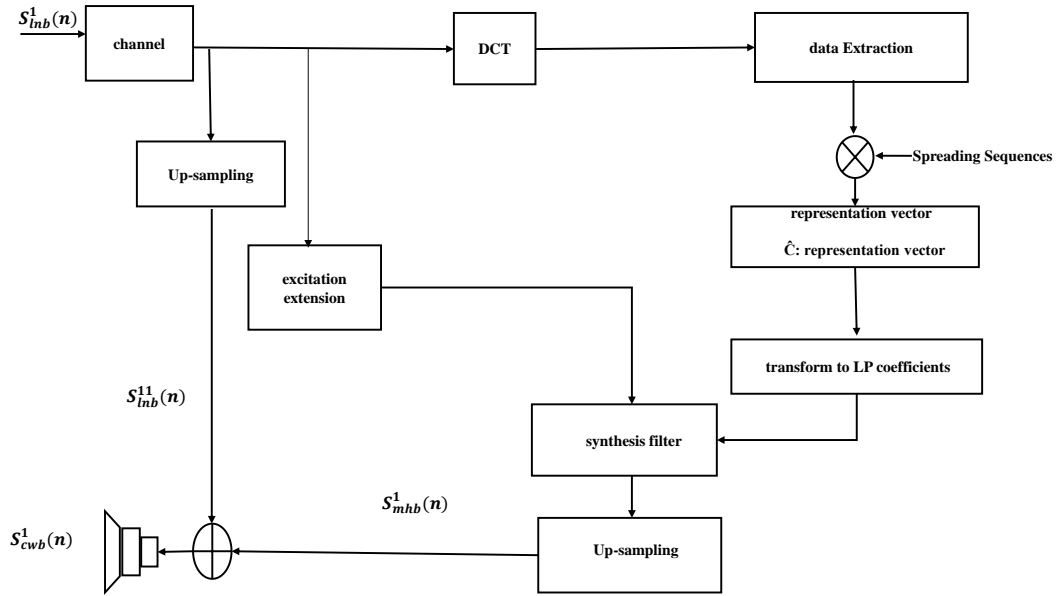 S¹lnb(n)
channel
DCT
data Extraction
Up-sampling
Spreading Sequences
representation vector
Ĉ: representation vector
excitation
extension
transform to LP coefficients
S¹¹lnb(n)
synthesis filter
S¹mhb(n)
S¹cwb(n)
Up-sampling